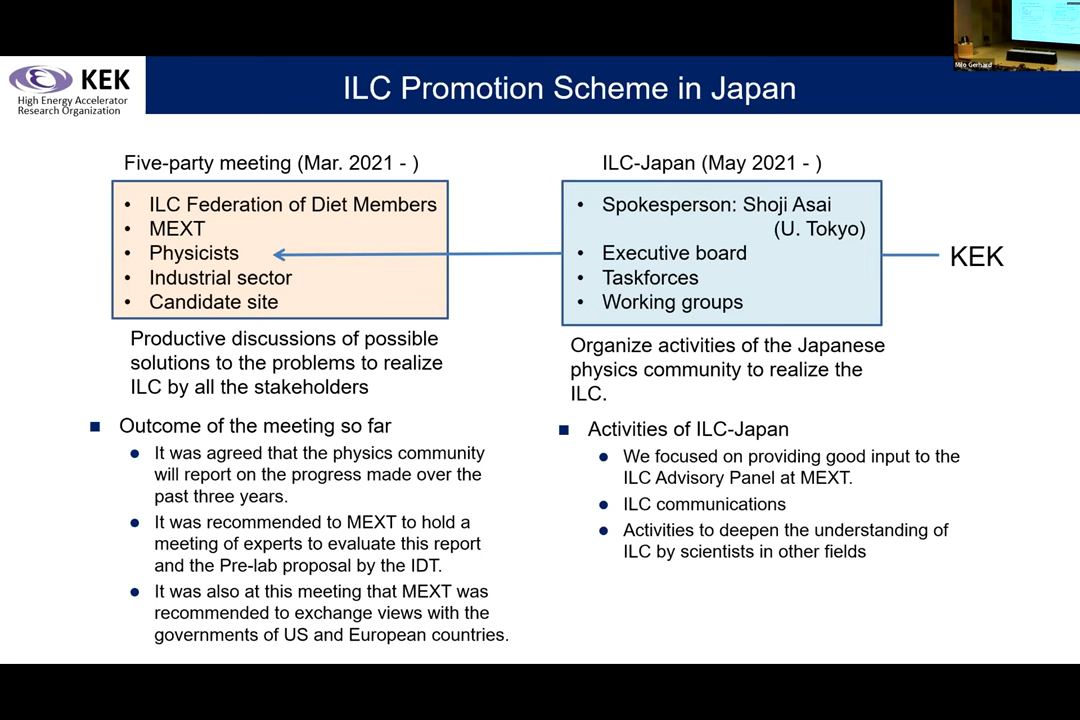 Milo Gerhard
KEK
High Energy Accelerator
Research Organization
ILC Promotion Scheme in Japan
Five-party meeting (Mar. 2021 - )
• ILC Federation of Diet Members
• MEXT
• Physicists
• Industrial sector
• Candidate site
Productive discussions of possible
solutions to the problems to realize
ILC by all the stakeholders
■ Outcome of the meeting so far
● It was agreed that the physics community
will report on the progress made over the
past three years.
● It was recommended to MEXT to hold a
meeting of experts to evaluate this report
and the Pre-lab proposal by the IDT.
● It was also at this meeting that MEXT was
recommended to exchange views with the
governments of US and European countries.
ILC-Japan (May 2021 - )
• Spokesperson: Shoji Asai
(U. Tokyo)
• Executive board
• Taskforces
• Working groups
KEK
Organize activities of the Japanese
physics community to realize the
ILC.
■ Activities of ILC-Japan
● We focused on providing good input to the
ILC Advisory Panel at MEXT.
● ILC communications
● Activities to deepen the understanding of
ILC by scientists in other fields